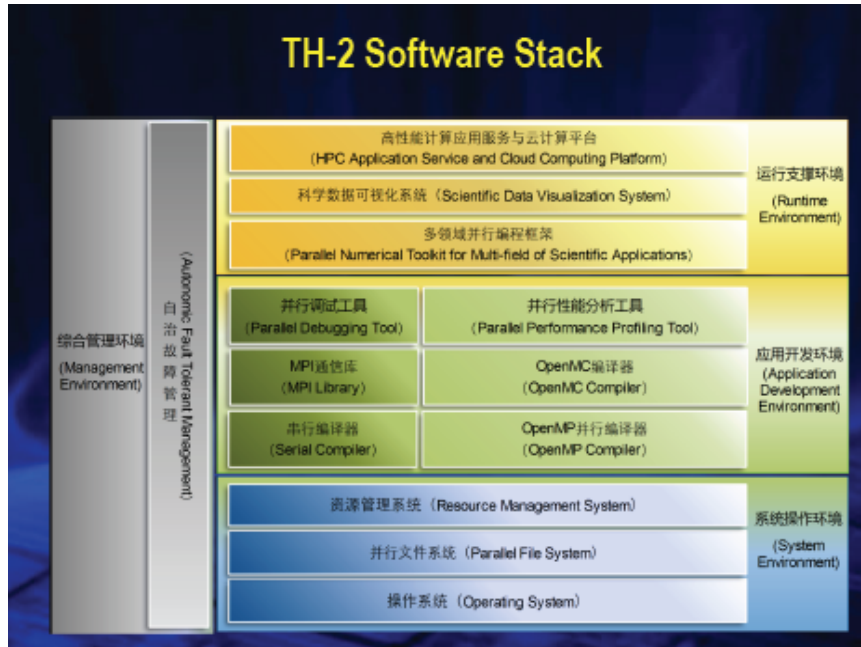 TH-2 Software Stack
综合管理环境
(Management
Environment)
自治故障管理
(Autonomic Fault Tolerant Management)
高性能计算应用服务与云计算平台
(HPC Application Service and Cloud Computing Platform)
科学数据可视化系统 (Scientific Data Visualization System)
多领域并行编程框架
(Parallel Numerical Toolkit for Multi-field of Scientific Applications)
运行支撑环境
(Runtime
Environment)
并行调试工具
(Parallel Debugging Tool)
并行性能分析工具
(Parallel Performance Profiling Tool)
MPI通信库
(MPI Library)
OpenMC编译器
(OpenMC Compiler)
串行编译器
(Serial Compiler)
OpenMP并行编译器
(OpenMP Compiler)
应用开发环境
(Application
Development
Environment)
资源管理系统 (Resource Management System)
并行文件系统 (Parallel File System)
操作系统 (Operating System)
系统操作环境
(System
Environment)